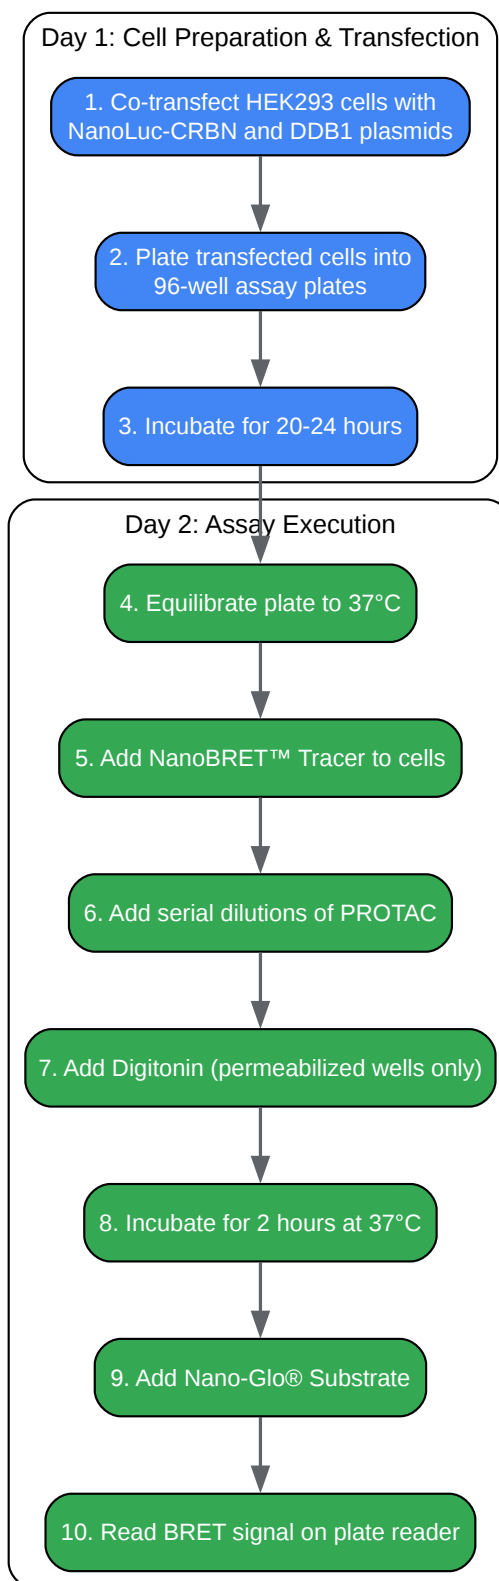 Day 1: Cell Preparation & Transfection
1. Co-transfect HEK293 cells with
NanoLuc-CRBN and DDB1 plasmids
2. Plate transfected cells into
96-well assay plates
3. Incubate for 20-24 hours
Day 2: Assay Execution
4. Equilibrate plate to 37°C
5. Add NanoBRET™ Tracer to cells
6. Add serial dilutions of PROTAC
7. Add Digitonin (permeabilized wells only)
8. Incubate for 2 hours at 37°C
9. Add Nano-Glo® Substrate
10. Read BRET signal on plate reader